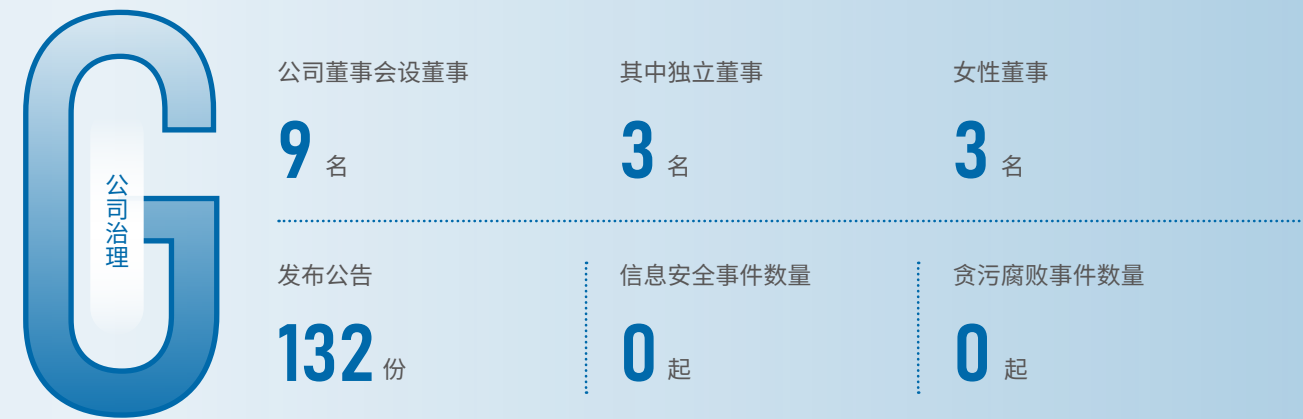 G
公司治理
公司董事会设董事
9 名
其中独立董事
3 名
女性董事
3 名
发布公告
132 份
信息安全事件数量
0 起
贪污腐败事件数量
0 起